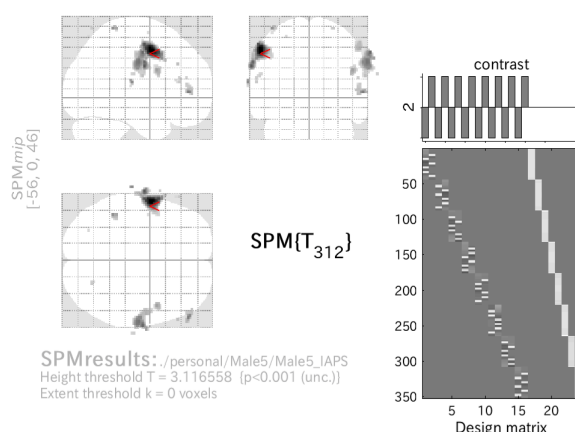 SPMmip
[-56, 0, 46]
SPM{T312}
SPMresults:./personal/Male5/Male5_IAPS
Height threshold T = 3.116558 {p<0.001 (unc.)}
Extent threshold k = 0 voxels
contrast
2
50
100
150
200
250
300
350
5 10 15 20
Design matrix